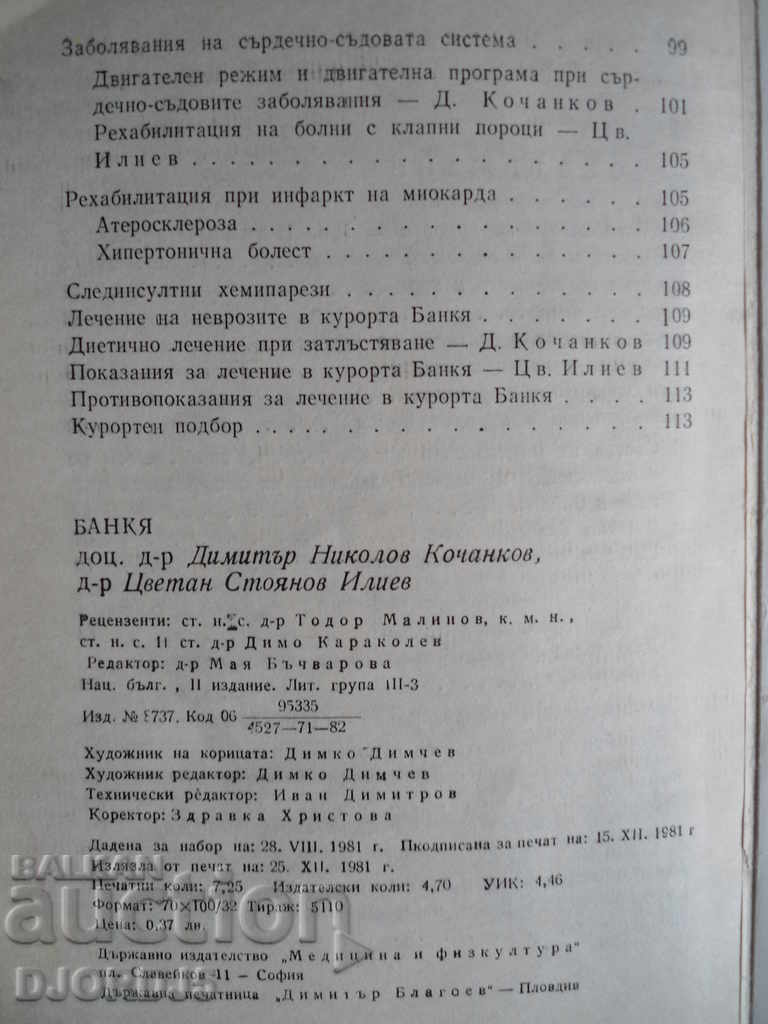 Заболявания на сърдечно-съдовата система . . . . . 99
Двигателен режим и двигателна програма при сър-
дечно-съдовите заболявания — Д. Кочанков . 101
Рехабилитация на болни с клапни пороци — Цв.
Илиев . . . . . . . . . . . . . . . . . 105
Рехабилитация при инфаркт на миокарда . . . . . . 105
Атеросклероза . . . . . . . . . . . . . . 106
Хипертонична болест . . . . . . . . . . . 107
Слединсултни хемипарези . . . . . . . . . . . . 108
Лечение на неврозите в курорта Банкя . . . . . . . 109
Диетично лечение при затлъстяване — Д. Кочанков 109
Показания за лечение в курорта Банкя — Цв. Илиев 111
Противопоказания за лечение в курорта Банкя . . . . 113
Курортен подбор . . . . . . . . . . . . . . . 113
БАНКЯ
доц. д-р Димитър Николов Кочанков,
д-р Цветан Стоянов Илиев
Рецензенти: ст. н. с. д-р Тодор Малинов, к. м. н.,
ст. н. с. II ст. д-р Димо Караколев
Редактор: д-р Мая Бъчварова
Нац. бълг., II издание. Лит. група III-3
Изд. № 8737. Код 06 95335
4527—71—82
Художник на корицата: Димко Димчев
Художник редактор: Димко Димчев
Технически редактор: Иван Димитров
Коректор: Здравка Христова
Дадена за набор на: 28. VIII. 1981 г. Пкодписана за печат на: 15. XII. 1981 г
Излязла от печат на: 25. XII. 1981 г.
Печатни коли: 7,25 Издателски коли: 4,70 УИК: 4,46
Формат: 70×100/32 Тираж: 5110
Цена: 0,37 лв.
Държавно издателство „Медицина и физкултура"
пл. Славейков 11 — София
Държавна печатница „Димитър Благоев" — Пловдив
BALKAN
auction